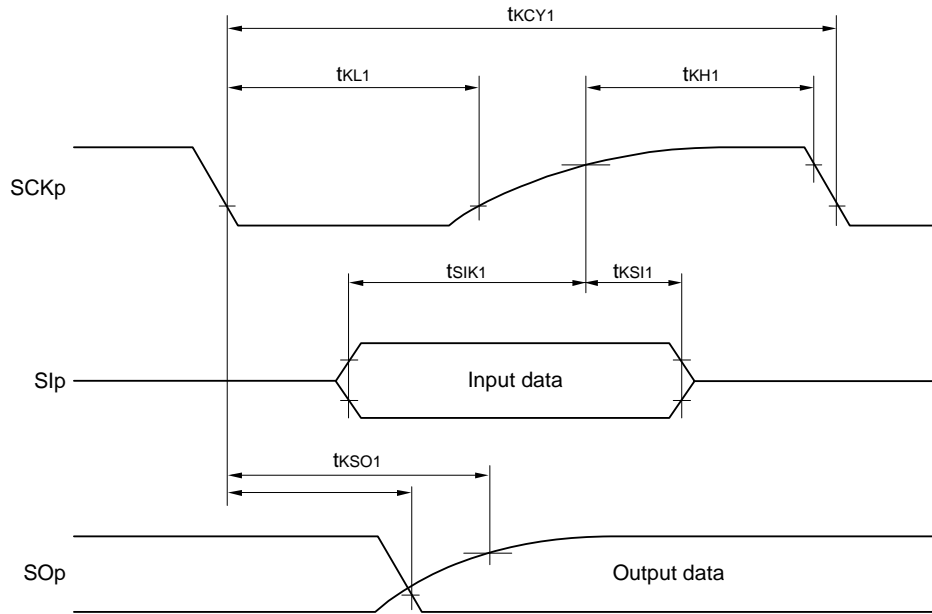 tKCY1
tKL1
tKH1
SCKp
tSIK1
tKSI1
SIp
Input data
tKSO1
SOp
Output data